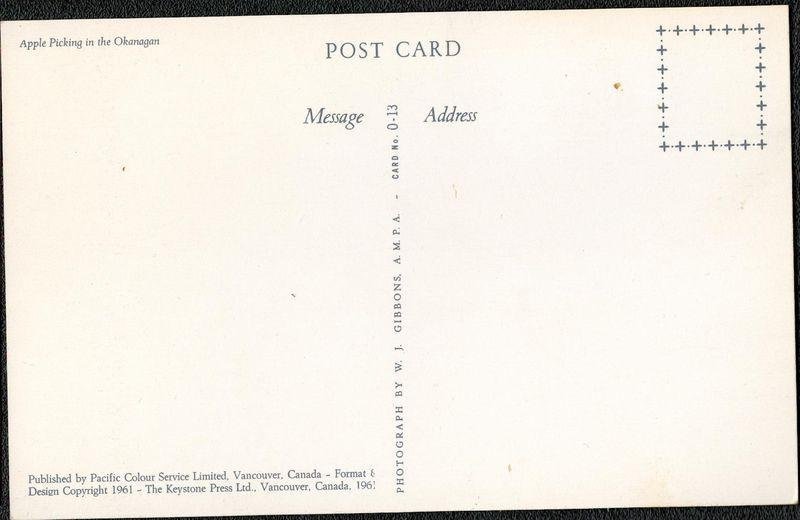 Apple Picking in the Okanagan
POST CARD
Message
Address
PHOTOGRAPH BY W. J. GIBBONS, A.M.P.A. - CARD No. O-13
Published by Pacific Colour Service Limited, Vancouver, Canada - Format &
Design Copyright 1961 - The Keystone Press Ltd., Vancouver, Canada, 1961